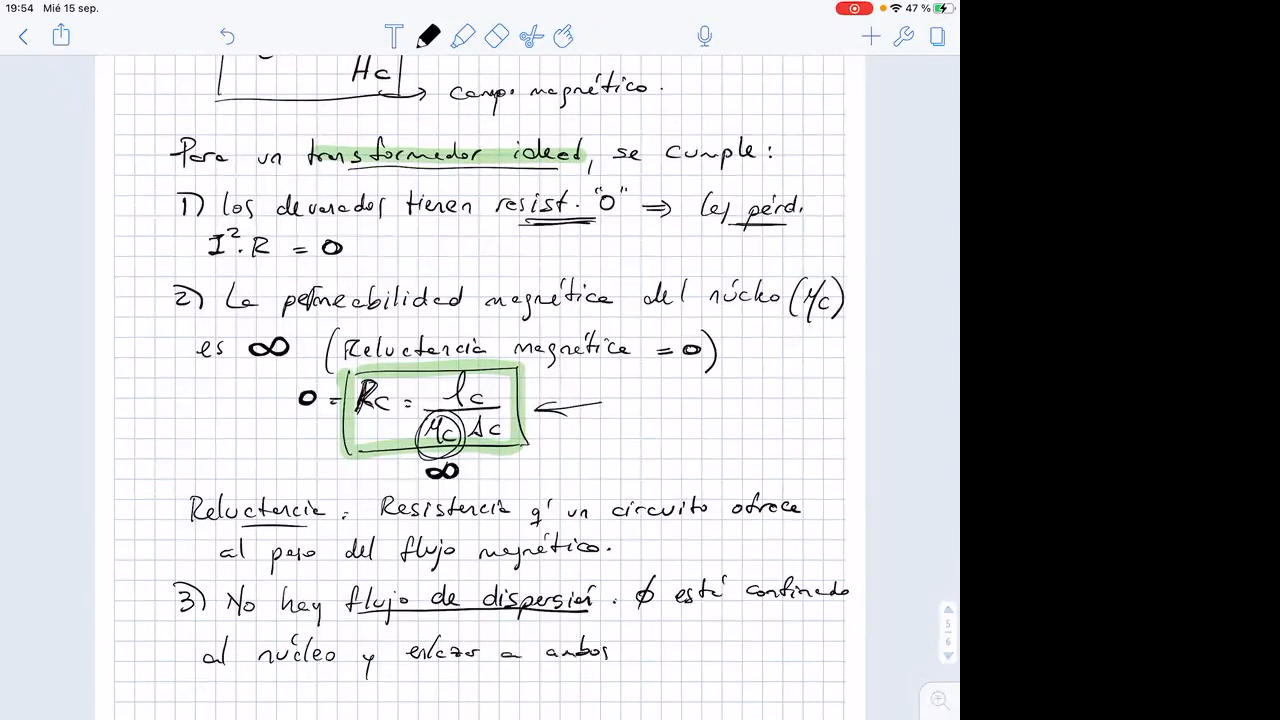 19:54 Mié 15 sep.
47 %
T
Hc
campo magnético.
Para un transformador ideal, se cumple:
1) Los devanados tienen resist. "0" ⇒ las pérd.
I². R = 0
2) La permeabilidad magnética del núcleo (μc)
es ∞ (Reluctancia magnética = 0)
0 = Rc = lc / μc Ac
∞
Reluctancia: Resistencia q' un circuito ofrece
al paso del flujo magnético.
3) No hay flujo de dispersión. φ está confinado
al núcleo y enlaza a ambos
5
6